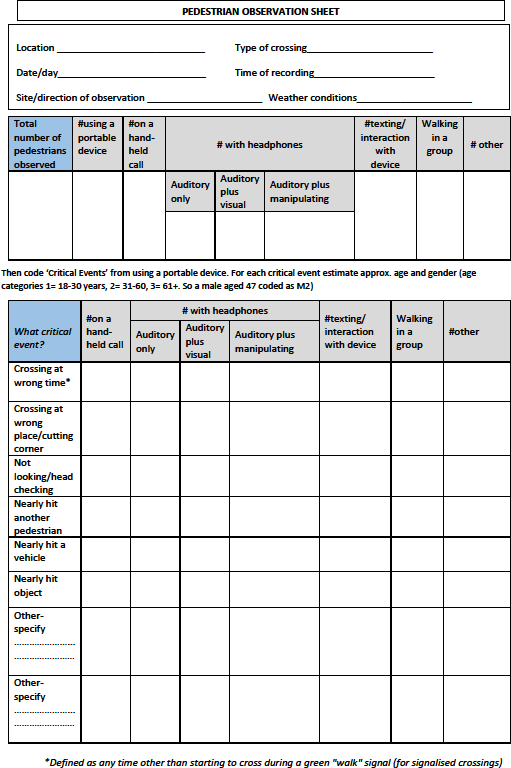 PEDESTRIAN OBSERVATION SHEET
Location ____________________________ Type of crossing________________________
Date/day____________________________ Time of recording_______________________
Site/direction of observation ______________________ Weather conditions______________________
Total number of pedestrians observed
#using a portable device
#on a hand-held call
# with headphones
#texting/ interaction with device
Walking in a group
# other
Auditory only
Auditory plus visual
Auditory plus manipulating
Then code ‘Critical Events’ from using a portable device. For each critical event estimate approx. age and gender (age
categories 1= 18-30 years, 2= 31-60, 3= 61+. So a male aged 47 coded as M2)
What critical event?
#on a hand-held call
# with headphones
Auditory only
Auditory plus visual
Auditory plus manipulating
#texting/ interaction with device
Walking in a group
#other
Crossing at
wrong time*
Crossing at
wrong
place/cutting
corner
Not
looking/head
checking
Nearly hit
another
pedestrian
Nearly hit a
vehicle
Nearly hit
object
Other-
specify
........................
........................
Other-
specify
........................
........................
*Defined as any time other than starting to cross during a green "walk" signal (for signalised crossings)